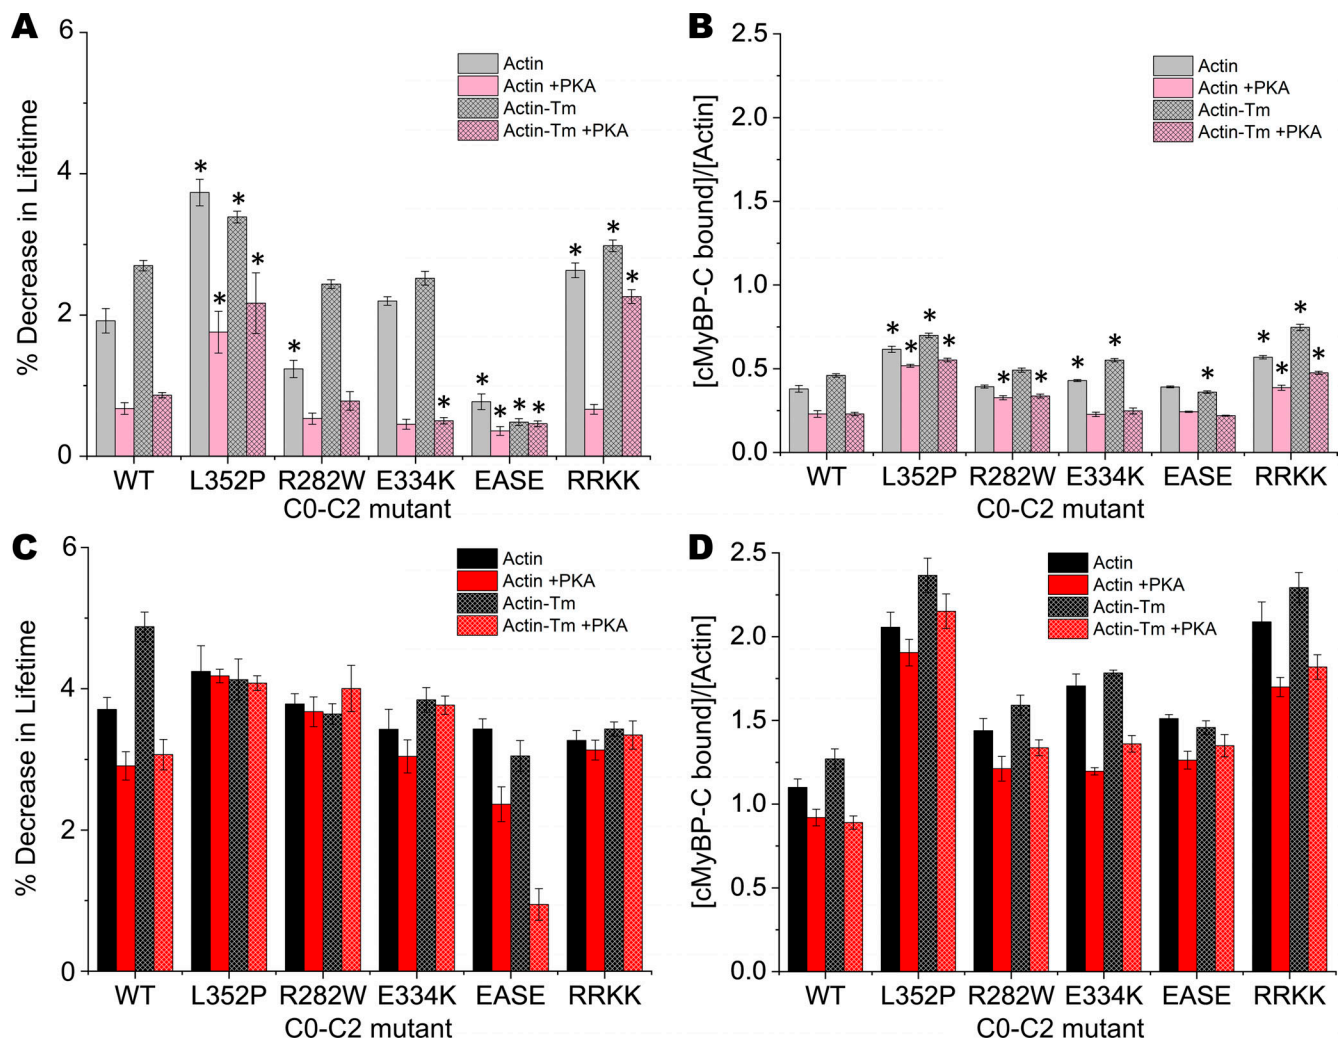 A
% Decrease in Lifetime
6
4
2
0
Actin
Actin +PKA
Actin-Tm
Actin-Tm +PKA
* * * *
*
*
* * * *
* * *
WT L352P R282W E334K EASE RRKK
C0-C2 mutant
B
[cMyBP-C bound]/[Actin]
2.5
2.0
1.5
1.0
0.5
0.0
Actin
Actin +PKA
Actin-Tm
Actin-Tm +PKA
* * * *
* *
* *
*
* * * *
WT L352P R282W E334K EASE RRKK
C0-C2 mutant
C
% Decrease in Lifetime
6
4
2
0
Actin
Actin +PKA
Actin-Tm
Actin-Tm +PKA
WT L352P R282W E334K EASE RRKK
C0-C2 mutant
D
[cMyBP-C bound]/[Actin]
2.5
2.0
1.5
1.0
0.5
0.0
Actin
Actin +PKA
Actin-Tm
Actin-Tm +PKA
WT L352P R282W E334K EASE RRKK
C0-C2 mutant